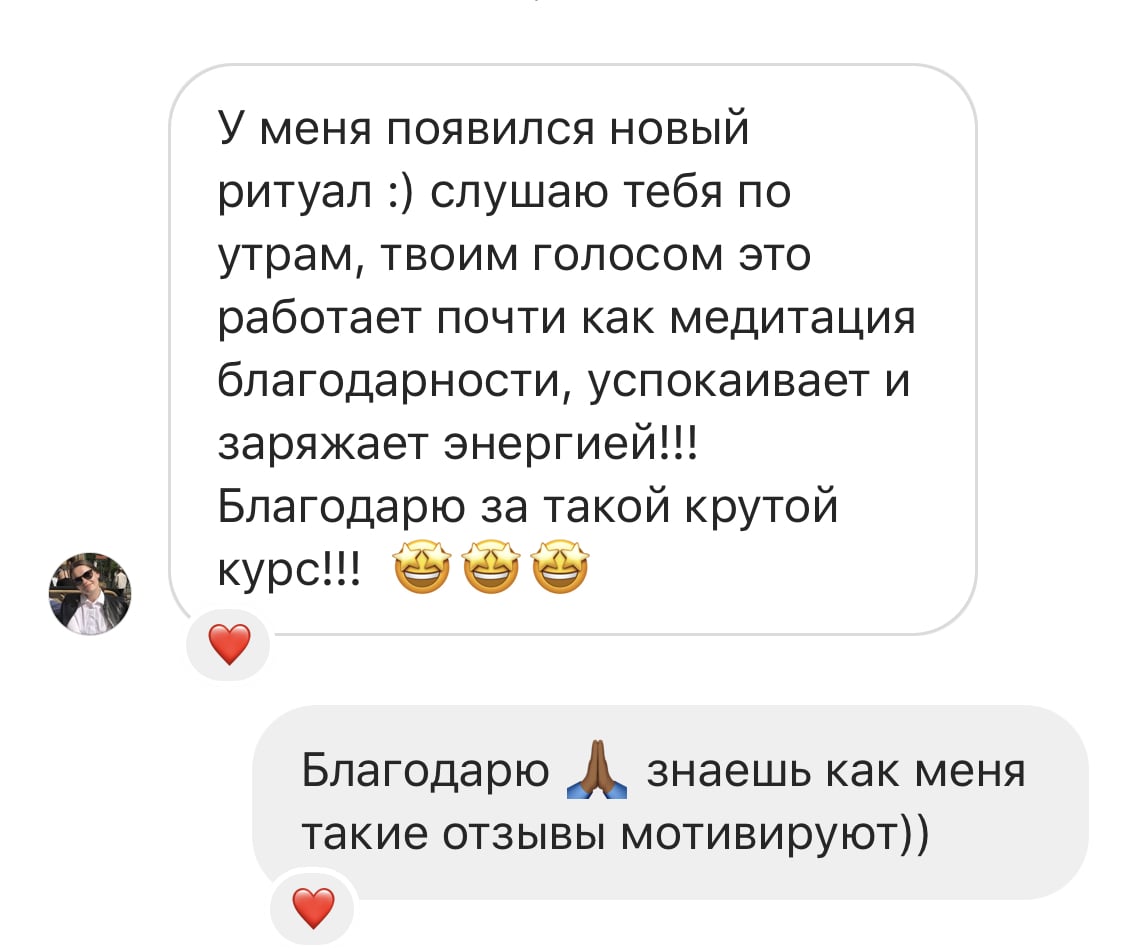 У меня появился новый
ритуал :) слушаю тебя по
утрам, твоим голосом это
работает почти как медитация
благодарности, успокаивает и
заряжает энергией!!!
Благодарю за такой крутой
курс!!! 🤩🤩🤩
❤️
Благодарю 🙏🏾 знаешь как меня
такие отзывы мотивируют))
❤️